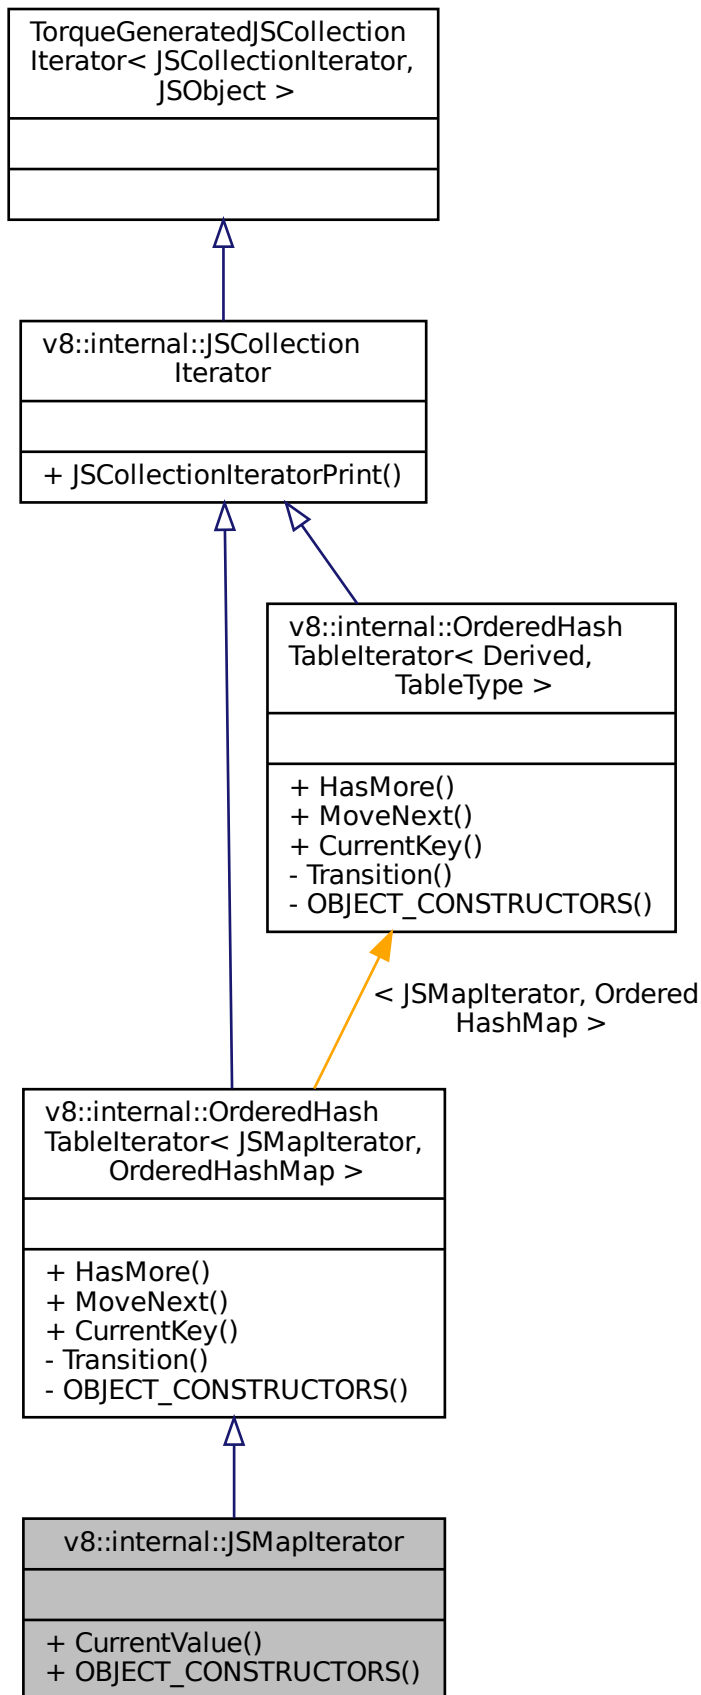 TorqueGeneratedJSCollection
Iterator< JSCollectionIterator,
JSObject >
v8::internal::JSCollection
Iterator
+ JSCollectionIteratorPrint()
v8::internal::OrderedHash
TableIterator< Derived,
TableType >
+ HasMore()
+ MoveNext()
+ CurrentKey()
- Transition()
- OBJECT_CONSTRUCTORS()
< JSMapIterator, Ordered
HashMap >
v8::internal::OrderedHash
TableIterator< JSMapIterator,
OrderedHashMap >
+ HasMore()
+ MoveNext()
+ CurrentKey()
- Transition()
- OBJECT_CONSTRUCTORS()
v8::internal::JSMapIterator
+ CurrentValue()
+ OBJECT_CONSTRUCTORS()